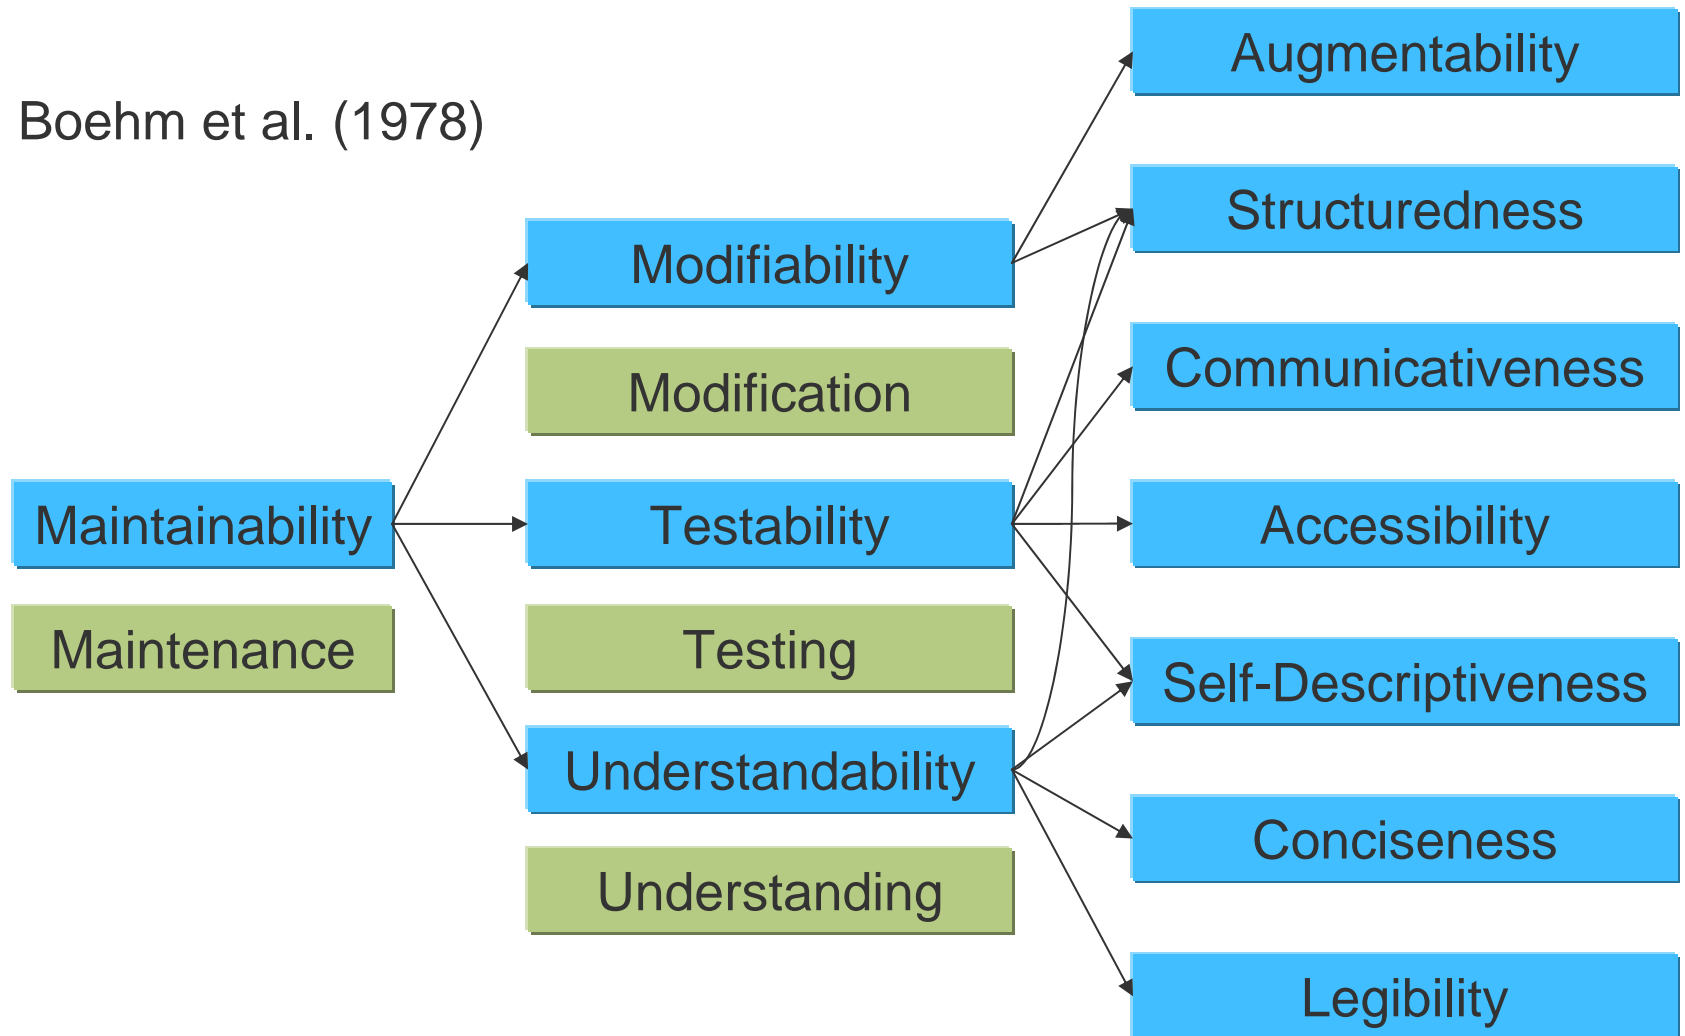 Boehm et al. (1978)
Maintainability
Maintenance
Modifiability
Modification
Testability
Testing
Understandability
Understanding
Augmentability
Structuredness
Communicativeness
Accessibility
Self-Descriptiveness
Conciseness
Legibility